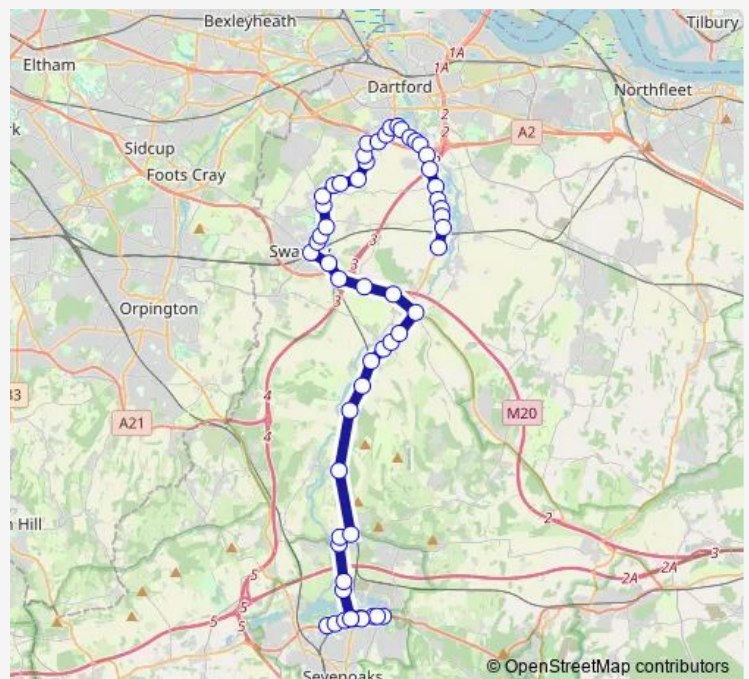 Bexleyheath
Tilbury
Eltham
1A
1A
Dartford
Northfleet
2
2
A2
Sidcup
Foots Cray
3
Swa
3
3
Orpington
4
4
A21
M20
2
3
2A
2A
5
5
5
5
Hill
Sevenoaks
© OpenStreetMap contributors